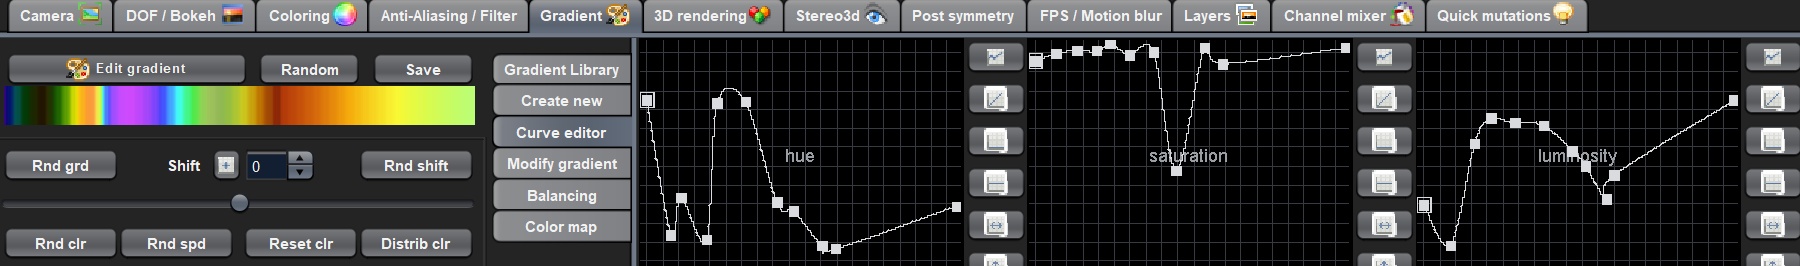 Camera DOF / Bokeh Coloring Anti-Aliasing / Filter Gradient 3D rendering Stereo3d Post symmetry FPS / Motion blur Layers Channel mixer Quick mutations
Edit gradient Random Save
Rnd grd Shift 0 Rnd shift
Rnd clr Rnd spd Reset clr Distrib clr
Gradient Library
Create new
Curve editor
Modify gradient
Balancing
Color map
hue
saturation
luminosity